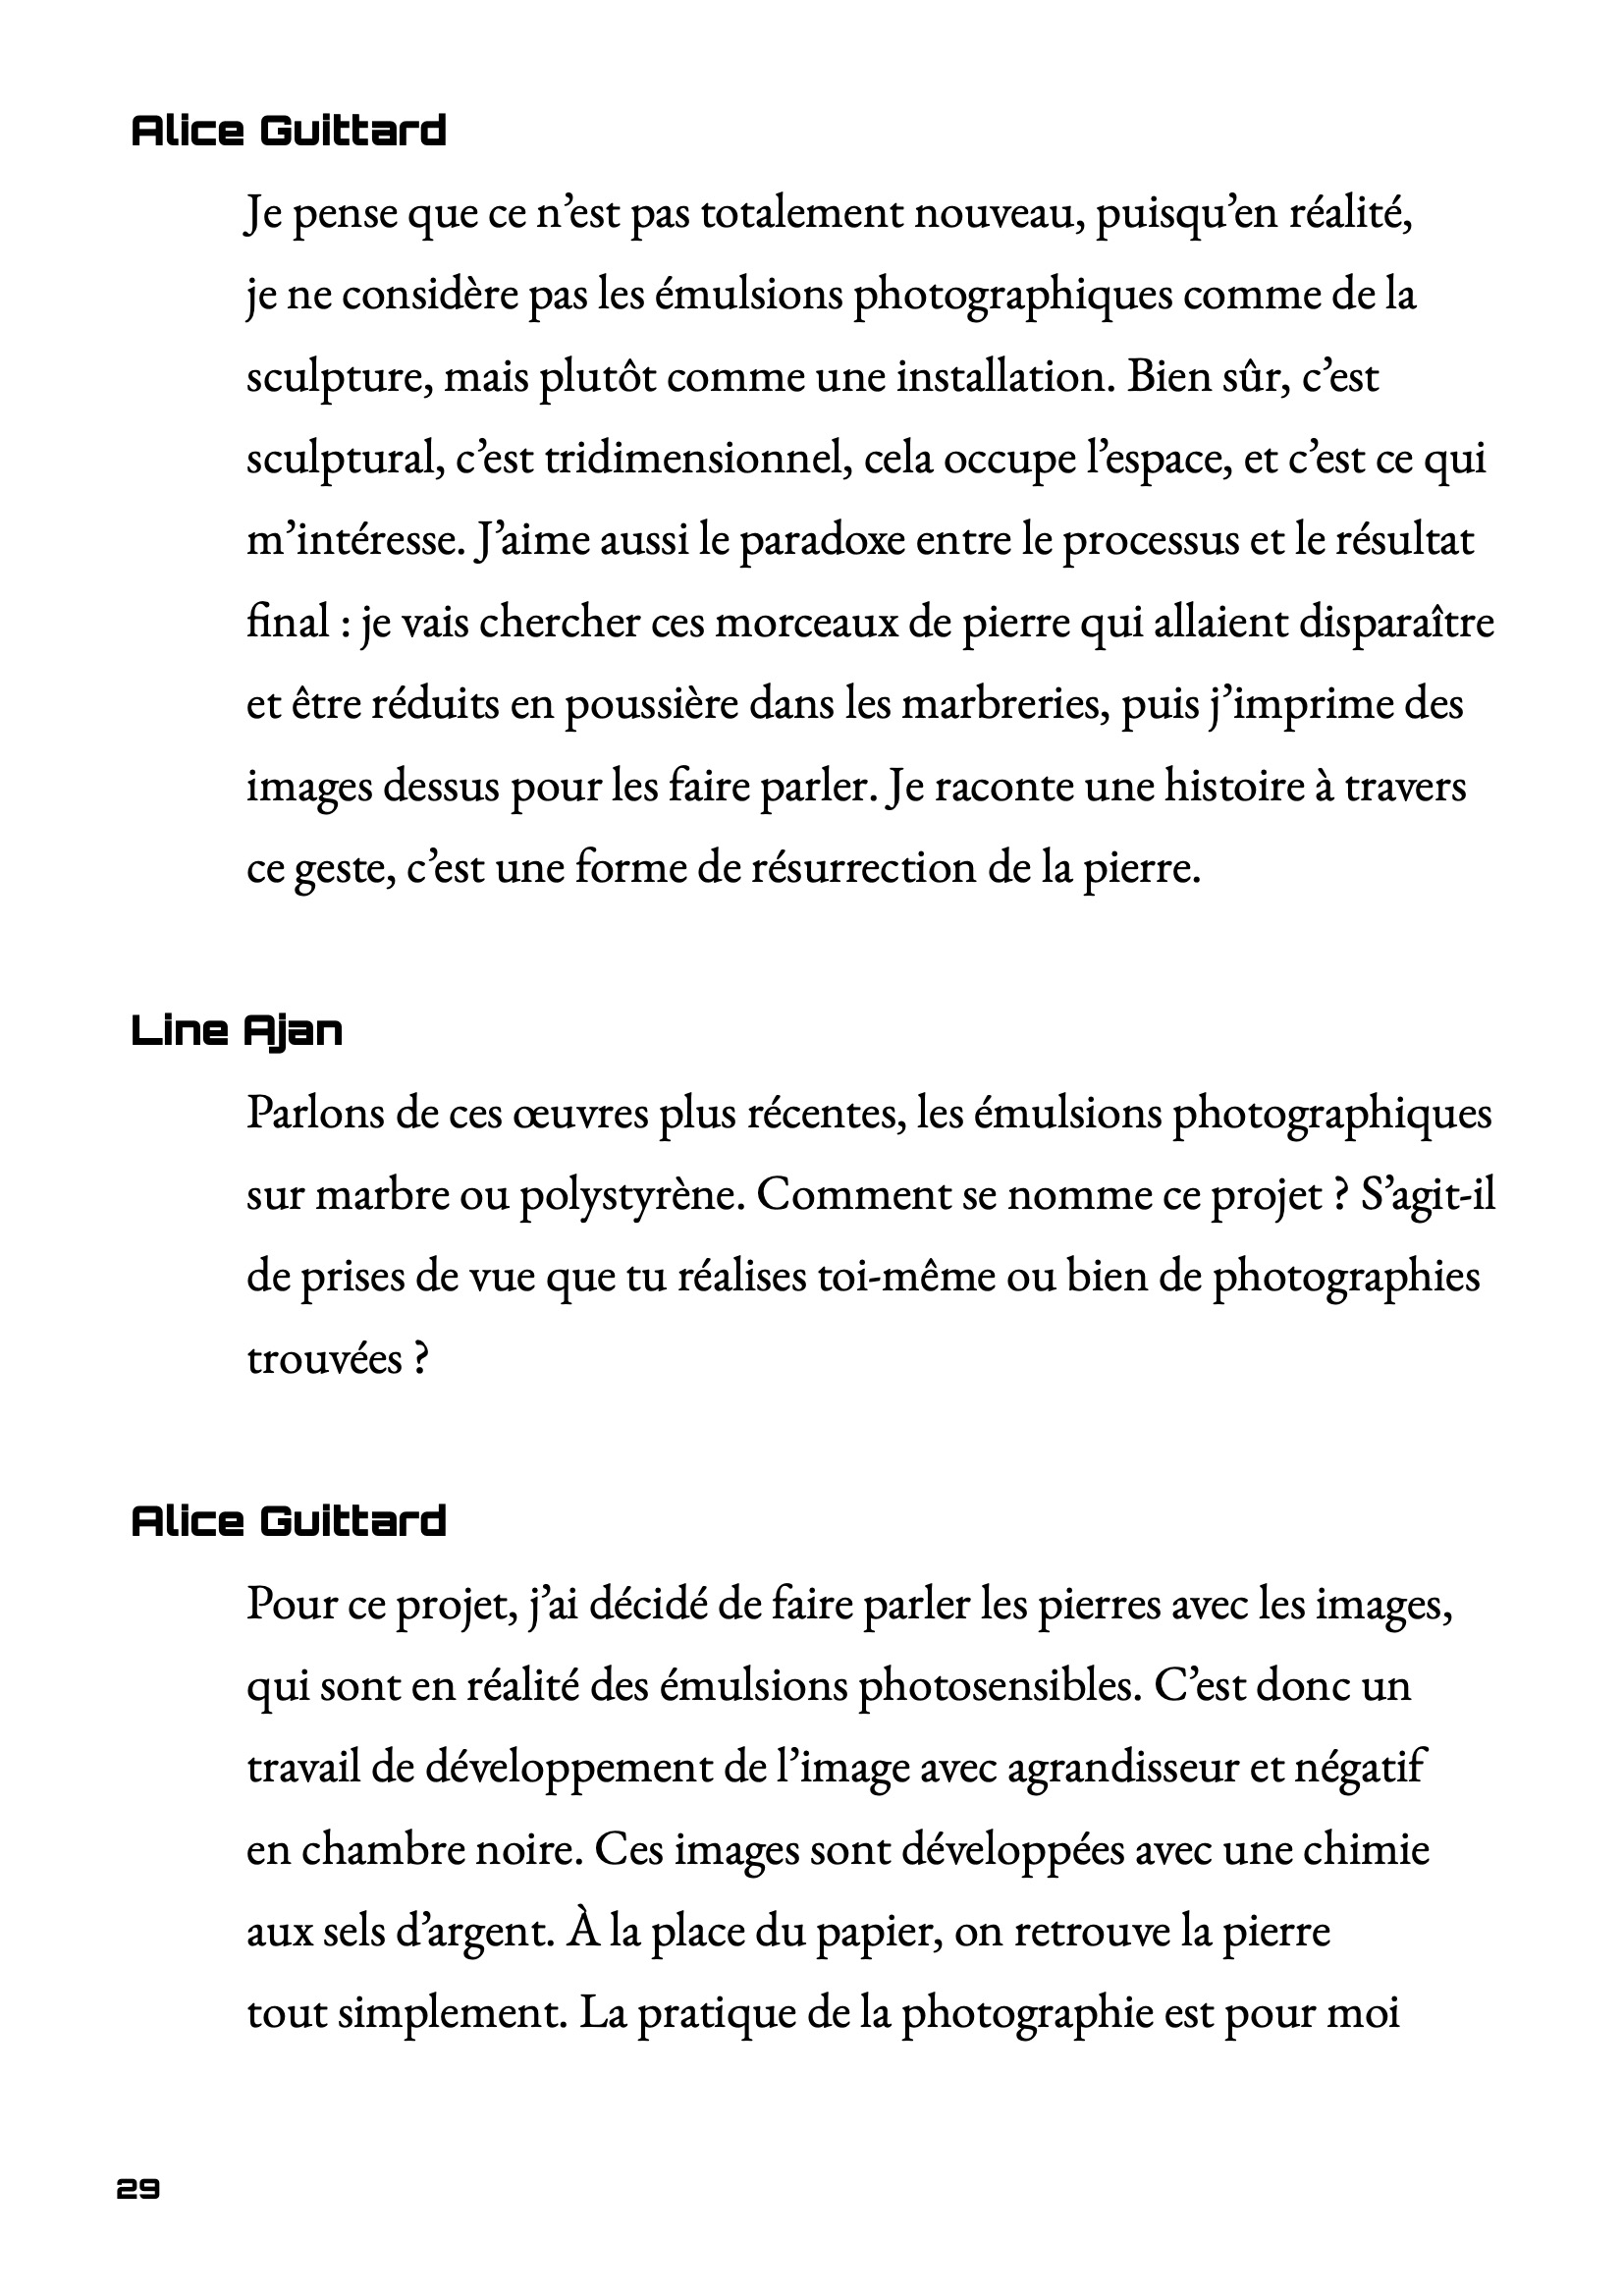 Alice Guittard
Je pense que ce n’est pas totalement nouveau, puisqu’en réalité,
je ne considère pas les émulsions photographiques comme de la
sculpture, mais plutôt comme une installation. Bien sûr, c’est
sculptural, c’est tridimensionnel, cela occupe l’espace, et c’est ce qui
m’intéresse. J’aime aussi le paradoxe entre le processus et le résultat
final : je vais chercher ces morceaux de pierre qui allaient disparaître
et être réduits en poussière dans les marbreries, puis j’imprime des
images dessus pour les faire parler. Je raconte une histoire à travers
ce geste, c’est une forme de résurrection de la pierre.
Line Ajan
Parlons de ces œuvres plus récentes, les émulsions photographiques
sur marbre ou polystyrène. Comment se nomme ce projet ? S’agit-il
de prises de vue que tu réalises toi-même ou bien de photographies
trouvées ?
Alice Guittard
Pour ce projet, j’ai décidé de faire parler les pierres avec les images,
qui sont en réalité des émulsions photosensibles. C’est donc un
travail de développement de l’image avec agrandisseur et négatif
en chambre noire. Ces images sont développées avec une chimie
aux sels d’argent. À la place du papier, on retrouve la pierre
tout simplement. La pratique de la photographie est pour moi
29